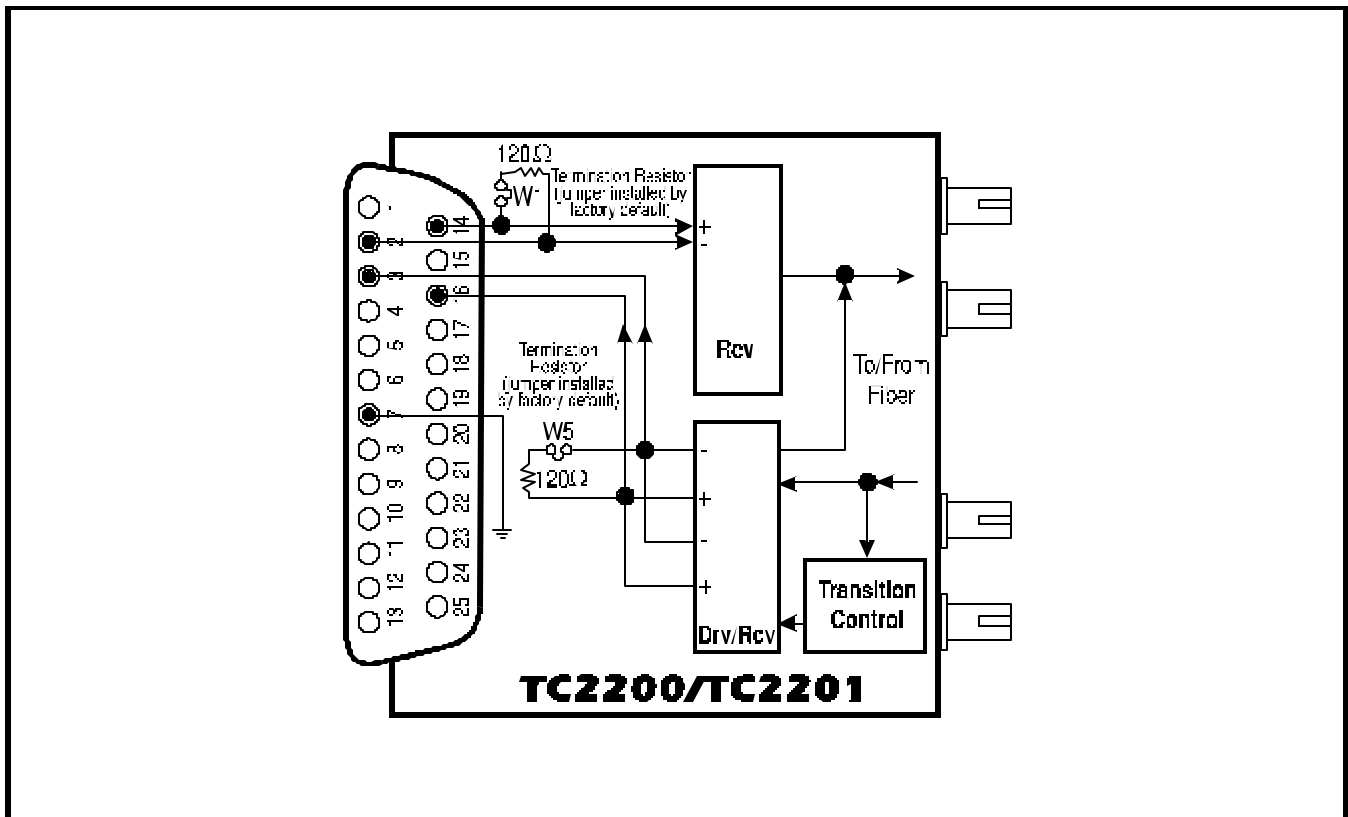 120Ω
W1
Termination Resistor
(jumper installed by
factory default)
1
2
3
4
5
6
7
8
9
10
11
12
13
14
15
16
17
18
19
20
21
22
23
24
25
+
-
Rcv
To/From
Fiber
Termination
Resistor
(jumper installed
by factory default)
W5
120Ω
-
+
-
+
Drv/Rcv
Transition
Control
TC2200/TC2201